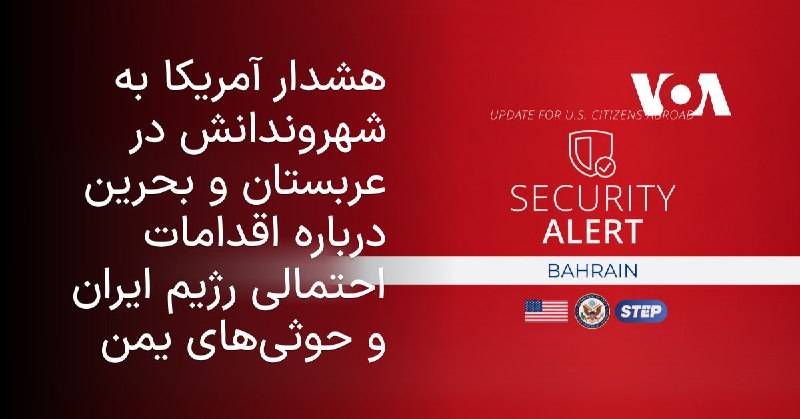 هشدار آمریکا به
شهروندانش در
عربستان و بحرین
درباره اقدامات
احتمالی رژیم ایران
و حوثی‌های یمن
VOA
UPDATE FOR U.S. CITIZENS ABROAD
SECURITY
ALERT
BAHRAIN
STEP